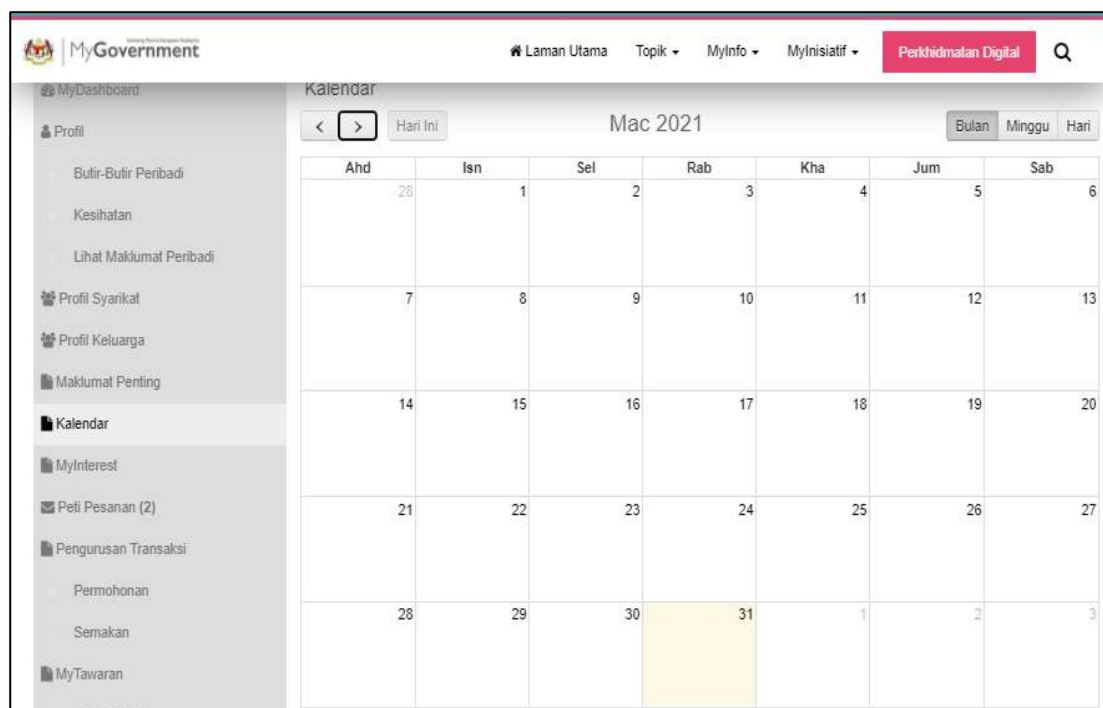 MyGovernment
Laman Utama Topik MyInfo MyInisiatif Perkhidmatan Digital
MyDashboard
Profil
Butir-Butir Peribadi
Kesihatan
Lihat Maklumat Peribadi
Profil Syarikat
Profil Keluarga
Maklumat Penting
Kalendar
MyInterest
Peti Pesanan (2)
Pengurusan Transaksi
Permohonan
Semakan
MyTawaran
Kalendar
< > Hari Ini Mac 2021 Bulan Minggu Hari
Ahd Isn Sel Rab Kha Jum Sab
28 1 2 3 4 5 6
7 8 9 10 11 12 13
14 15 16 17 18 19 20
21 22 23 24 25 26 27
28 29 30 31 1 2 3